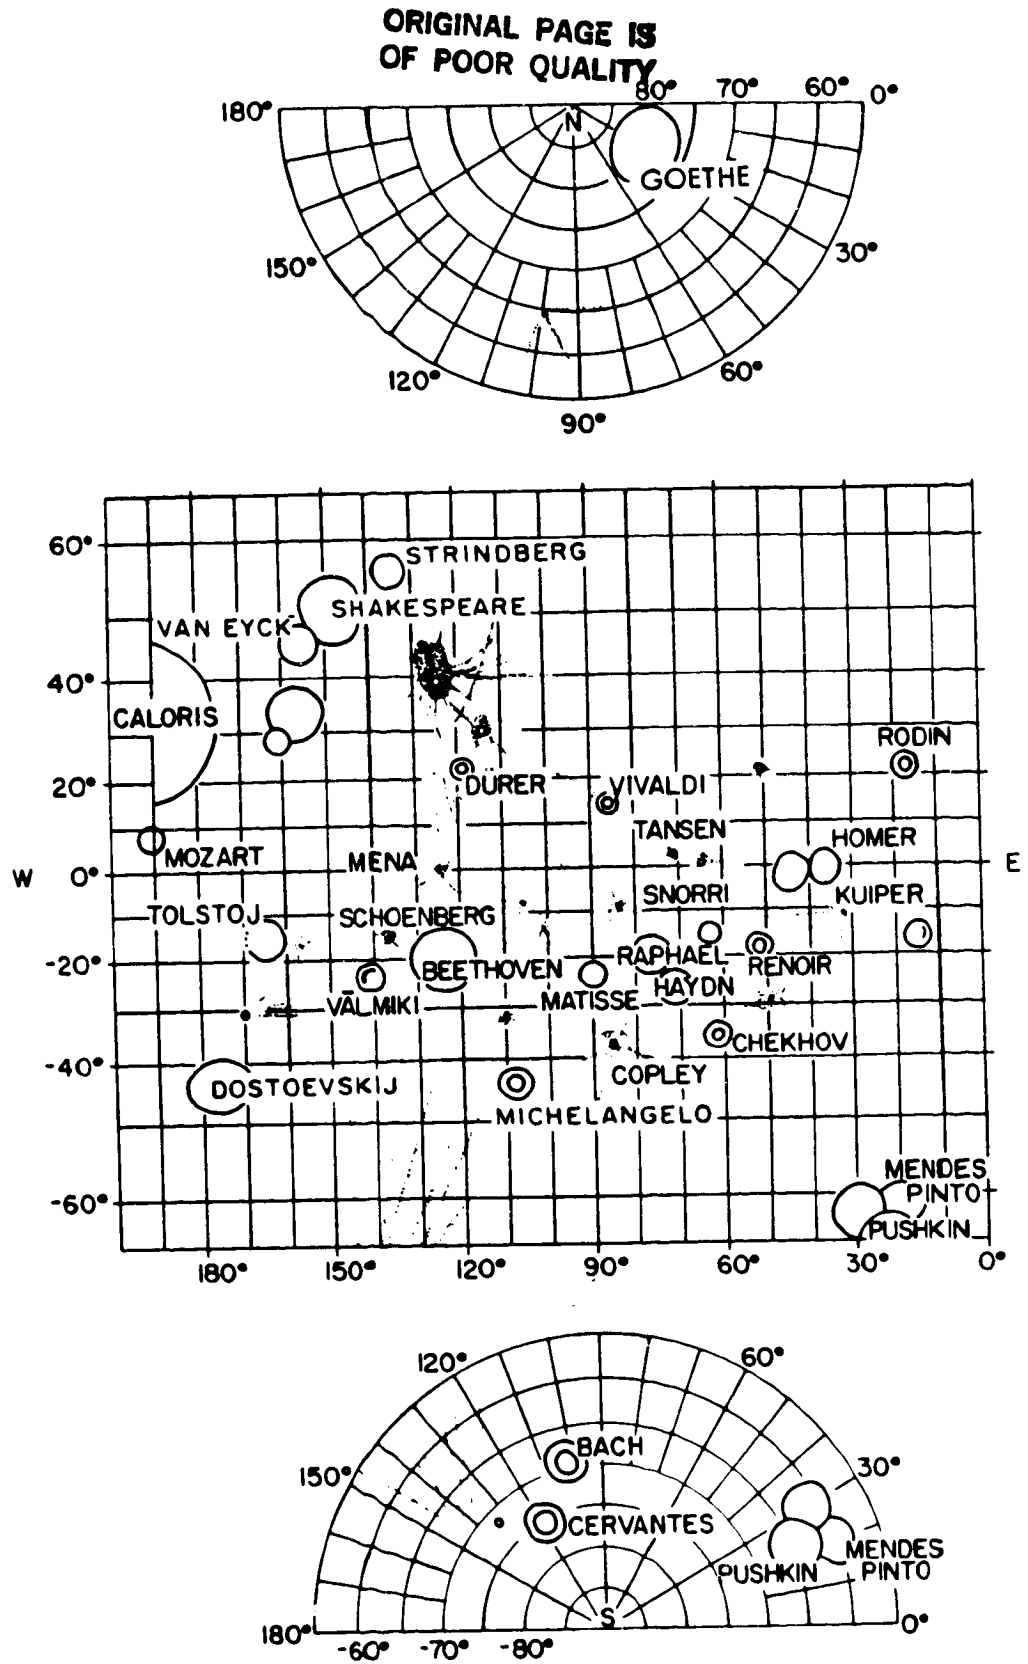 ORIGINAL PAGE IS
OF POOR QUALITY
180° 80° 70° 60° 0°
N
GOETHE
150° 30°
120° 60°
90°
60° STRINDBERG
SHAKESPEARE
VAN EYCK
40°
CALORIS
RODIN
20° DURER VIVALDI
TANSEN HOMER
MOZART MENA
W 0° E
SNORRI KUIPER
TOLSTOJ SCHOENBERG
RAPHAEL
-20° BEETHOVEN RENOIR
HAYDN
VĀLMIKI MATISSE
CHEKHOV
-40° COPLEY
DOSTOEVSKIJ
MICHELANGELO
MENDES
PINTO
-60° PUSHKIN
180° 150° 120° 90° 60° 30° 0°
120° 60°
BACH
150° 30°
CERVANTES
MENDES
PUSHKIN PINTO
S
180° 0°
-60° -70° -80°